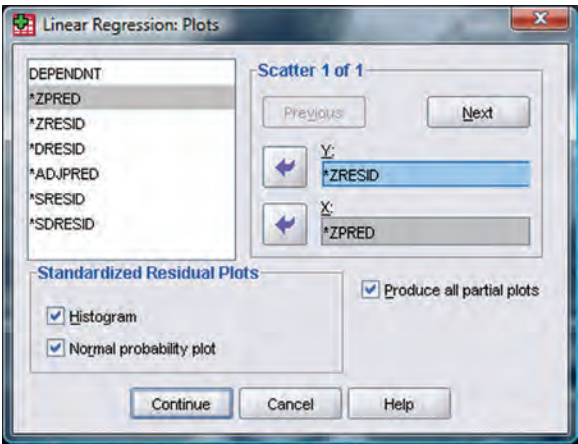 Linear Regression: Plots
DEPENDNT
*ZPRED
*ZRESID
*DRESID
*ADJPRED
*SRESID
*SDRESID
Scatter 1 of 1
Previous
Next
Y:
*ZRESID
X:
*ZPRED
Standardized Residual Plots
Histogram
Normal probability plot
Produce all partial plots
Continue
Cancel
Help